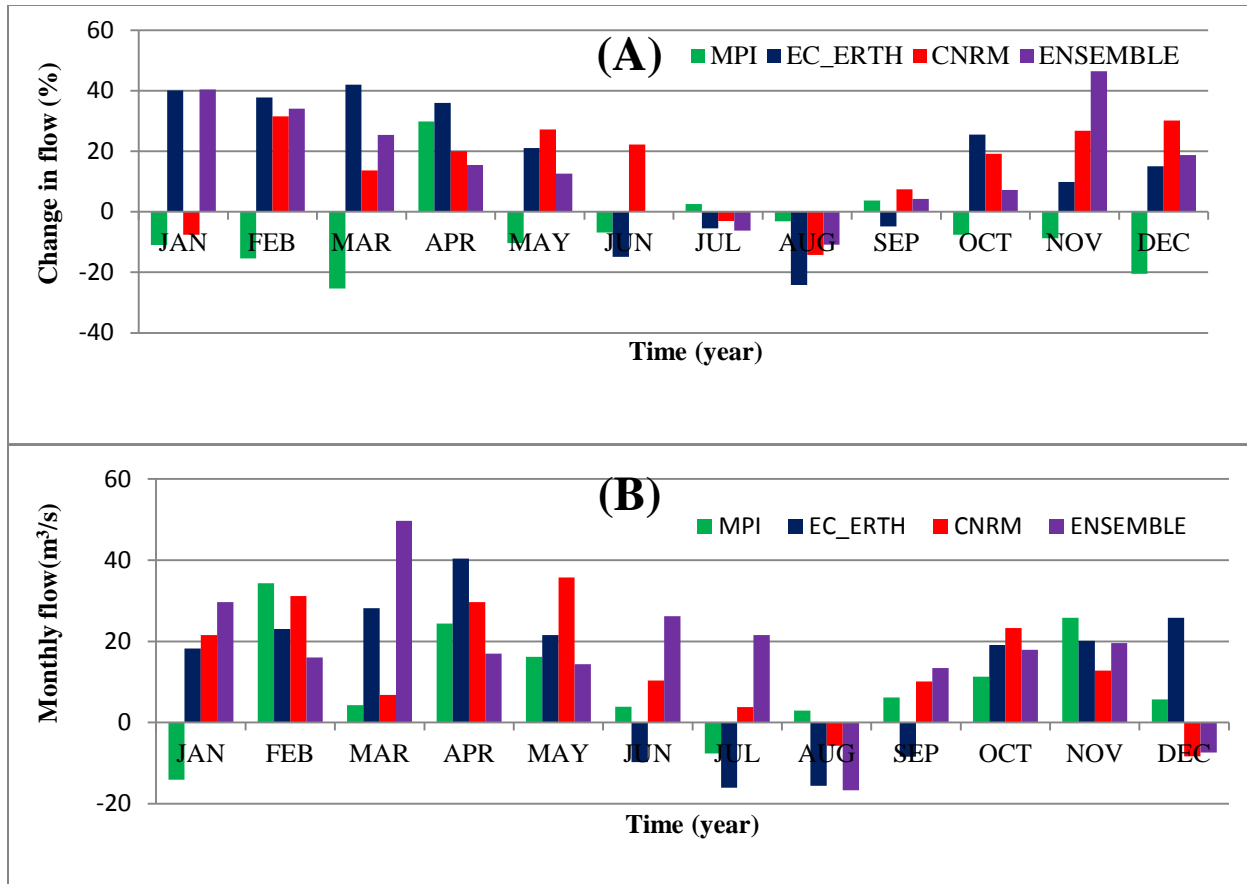 (A)
MPI EC_ERTH CNRM ENSEMBLE
Change in flow (%)
60
40
20
0
-20
-40
JAN FEB MAR APR MAY JUN JUL AUG SEP OCT NOV DEC
Time (year)
(B)
MPI EC_ERTH CNRM ENSEMBLE
Monthly flow(m³/s)
60
40
20
0
-20
JAN FEB MAR APR MAY JUN JUL AUG SEP OCT NOV DEC
Time (year)